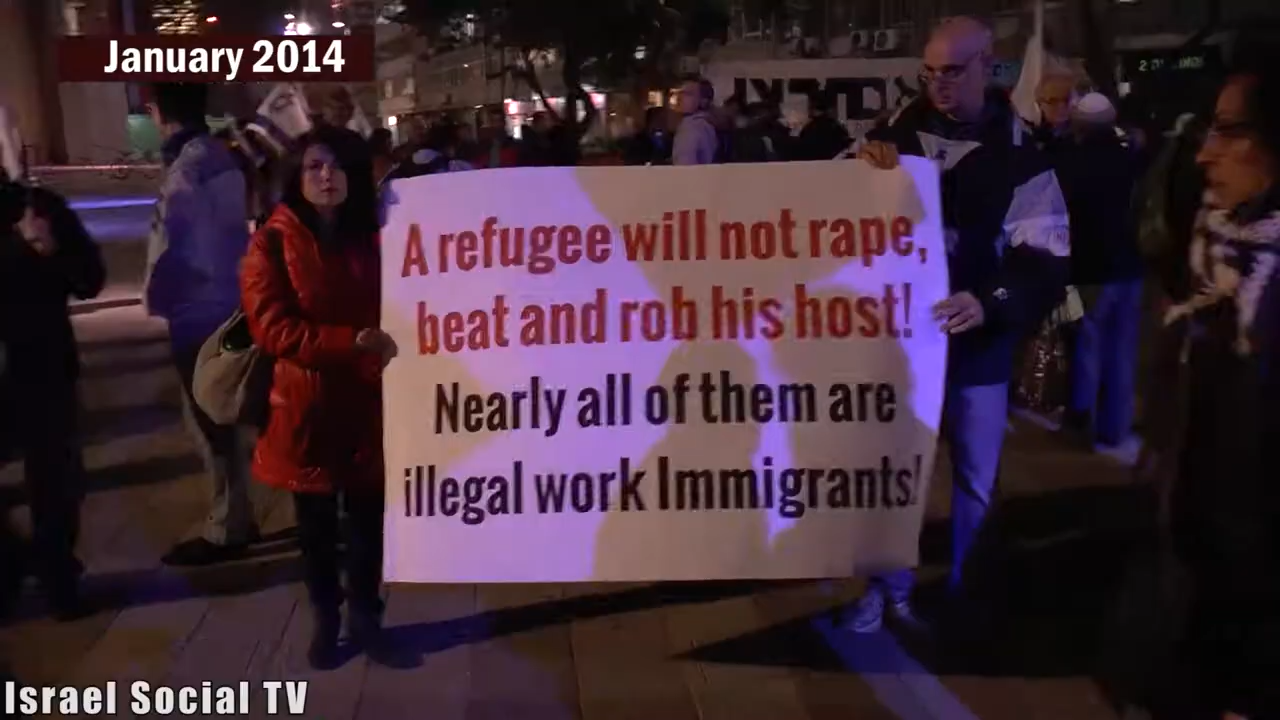 January 2014
A refugee will not rape,
beat and rob his host!
Nearly all of them are
illegal work Immigrants!
Israel Social TV